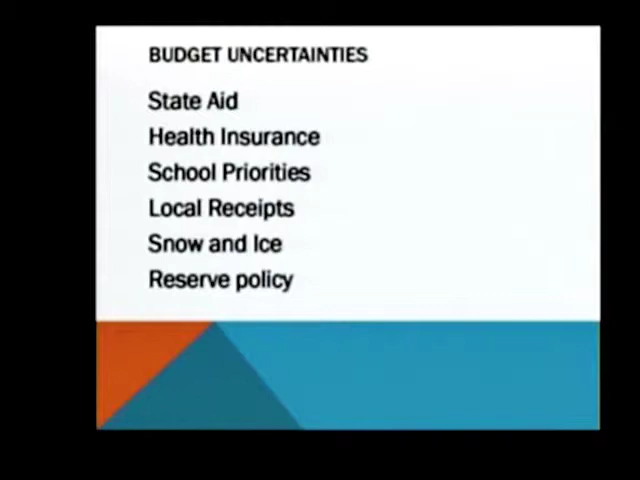 BUDGET UNCERTAINTIES
State Aid
Health Insurance
School Priorities
Local Receipts
Snow and Ice
Reserve policy